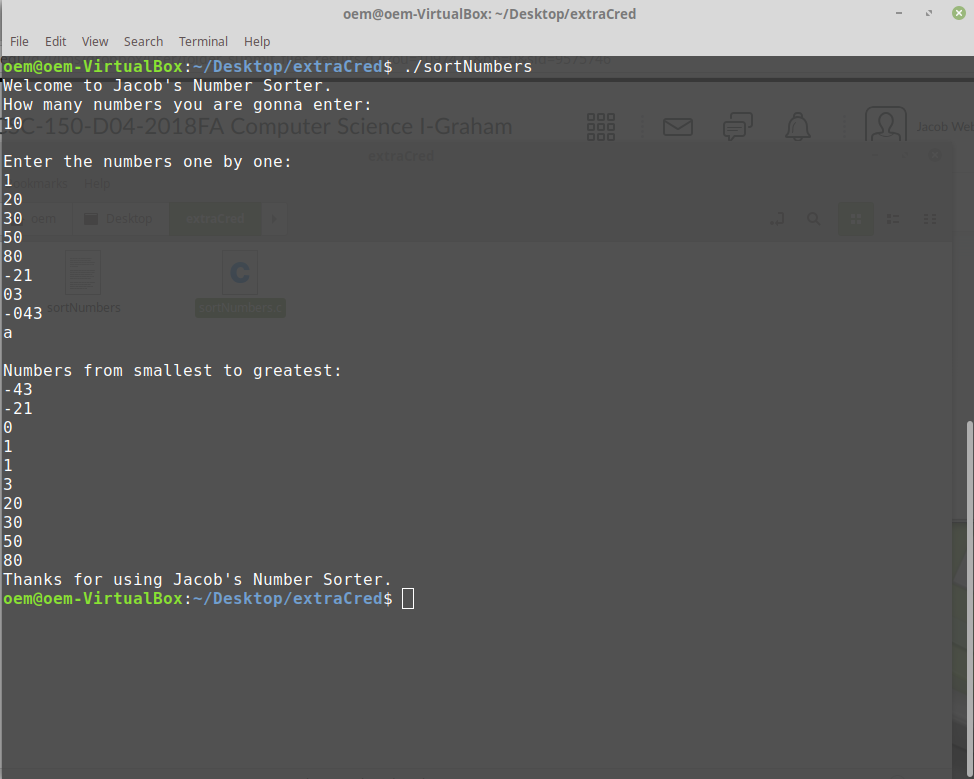 oem@oem-VirtualBox: ~/Desktop/extraCred
File Edit View Search Terminal Help
oem@oem-VirtualBox:~/Desktop/extraCred$ ./sortNumbers
Welcome to Jacob's Number Sorter.
How many numbers you are gonna enter:
10
C-150-D04-2018FA Computer Science I-Graham
Jacob We
extraCred
Enter the numbers one by one:
1
Help
20
30
oem Desktop extraCred
50
80
-21
03
sortNumbers sortNumbers.c
-043
a
Numbers from smallest to greatest:
-43
-21
0
1
1
3
20
30
50
80
Thanks for using Jacob's Number Sorter.
oem@oem-VirtualBox:~/Desktop/extraCred$